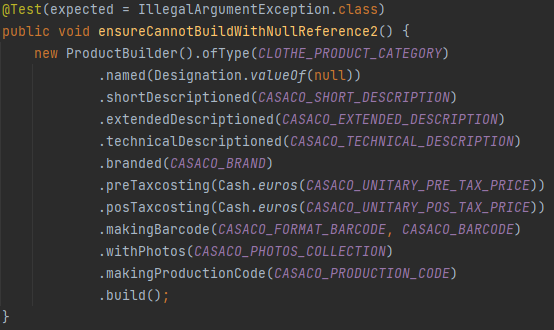 @Test(expected = IllegalArgumentException.class)
public void ensureCannotBuildWithNullReference2() {
    new ProductBuilder().ofType(CLOTHE_PRODUCT_CATEGORY)
            .named(Designation.valueOf(null))
            .shortDescriptioned(CASACO_SHORT_DESCRIPTION)
            .extendedDescriptioned(CASACO_EXTENDED_DESCRIPTION)
            .technicalDescriptioned(CASACO_TECHNICAL_DESCRIPTION)
            .branded(CASACO_BRAND)
            .preTaxcosting(Cash.euros(CASACO_UNITARY_PRE_TAX_PRICE))
            .posTaxcosting(Cash.euros(CASACO_UNITARY_POS_TAX_PRICE))
            .makingBarcode(CASACO_FORMAT_BARCODE, CASACO_BARCODE)
            .withPhotos(CASACO_PHOTOS_COLLECTION)
            .makingProductionCode(CASACO_PRODUCTION_CODE)
            .build();
}